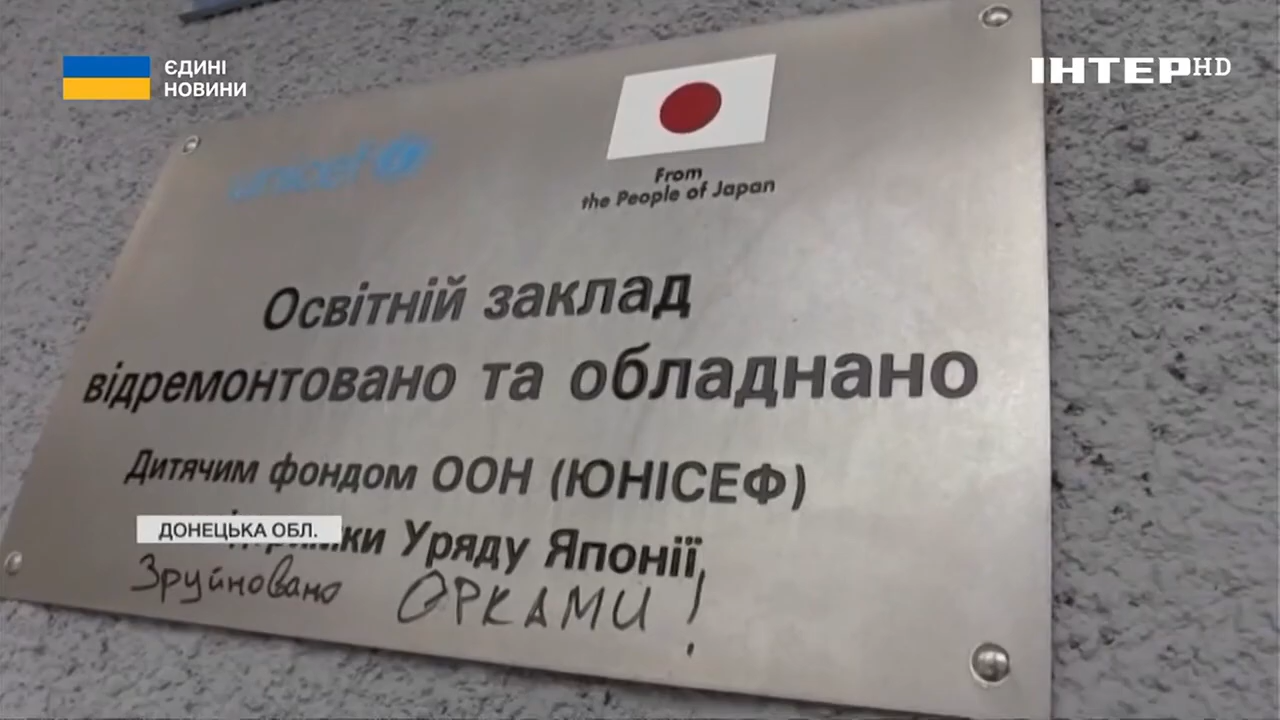 ЄДИНІ
НОВИНИ
ІНТЕРHD
unicef
From
the People of Japan
Освітній заклад
відремонтовано та обладнано
Дитячим фондом ООН (ЮНІСЕФ)
Уряду Японії
ДОНЕЦЬКА ОБЛ.
Зруйновано ОРКАМИ!